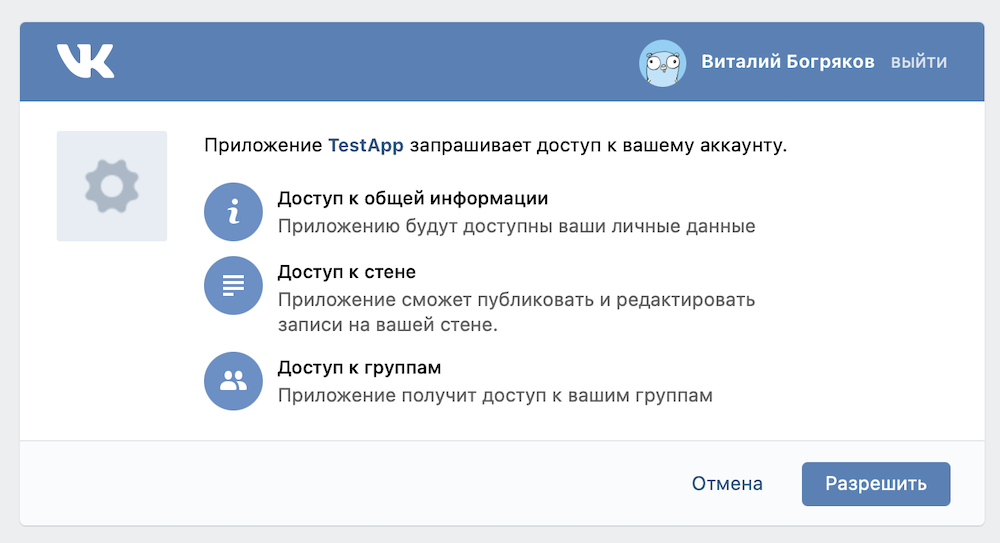 VK
Виталий Богряков выйти
Приложение TestApp запрашивает доступ к вашему аккаунту.
Доступ к общей информации
Приложению будут доступны ваши личные данные
Доступ к стене
Приложение сможет публиковать и редактировать
записи на вашей стене.
Доступ к группам
Приложение получит доступ к вашим группам
Отмена Разрешить